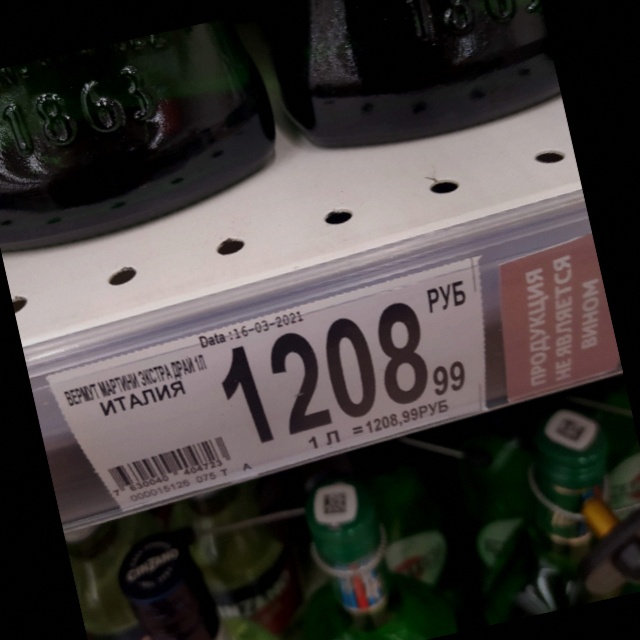 1863
Data :16-03-2021
ВЕРМУТ МАРТИНИ ЭКСТРА ДРАЙ 1Л
ИТАЛИЯ
1208
99
РУБ
1 Л =1208,99РУБ
ПРОДУКЦИЯ
НЕ ЯВЛЯЕТСЯ
ВИНОМ